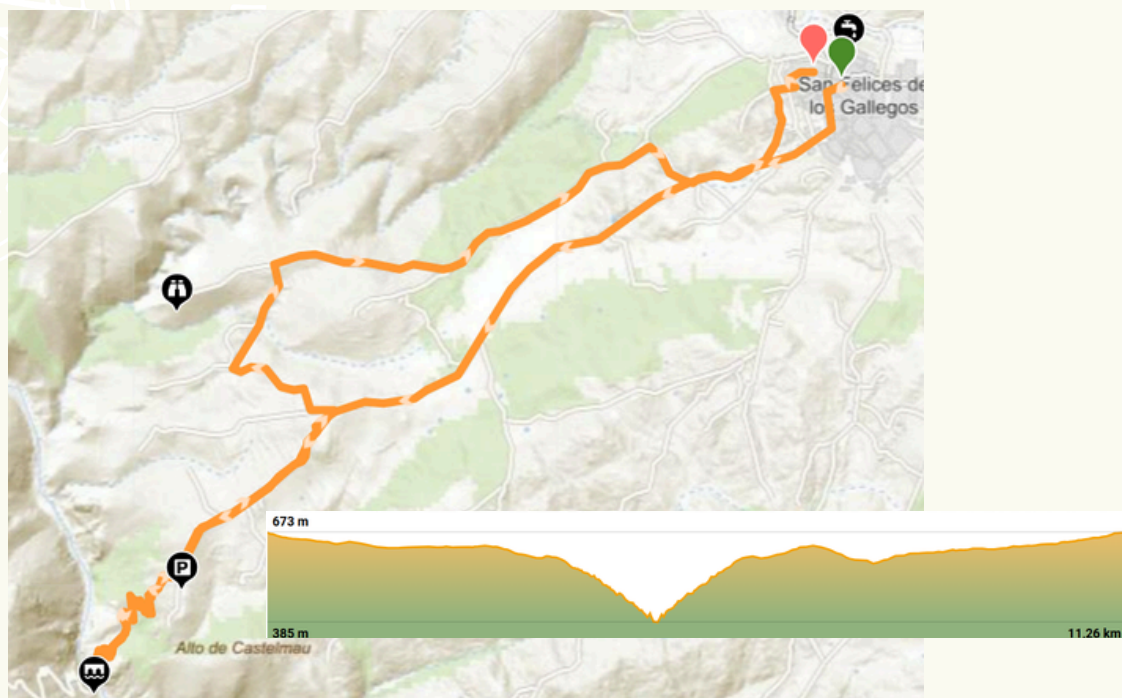 San Felices de
los Gallegos
P
673 m
385 m
11.26 km
Alto de Castelmau